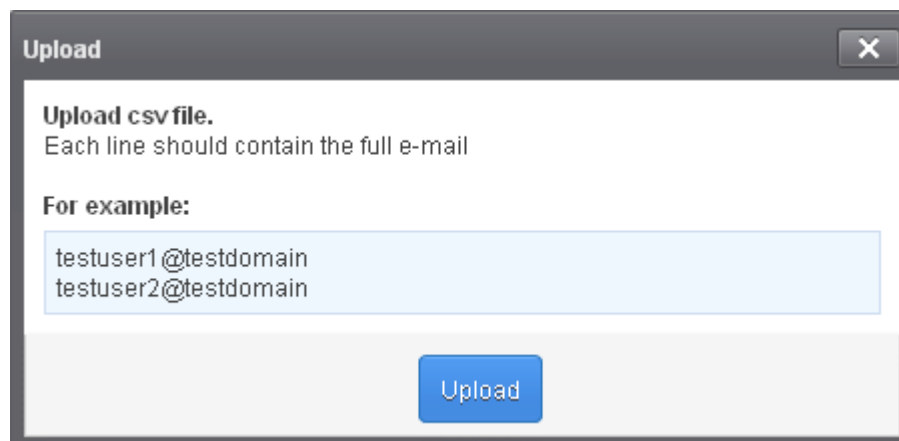 Upload
Upload csv file.
Each line should contain the full e-mail
For example:
testuser1@testdomain
testuser2@testdomain
Upload